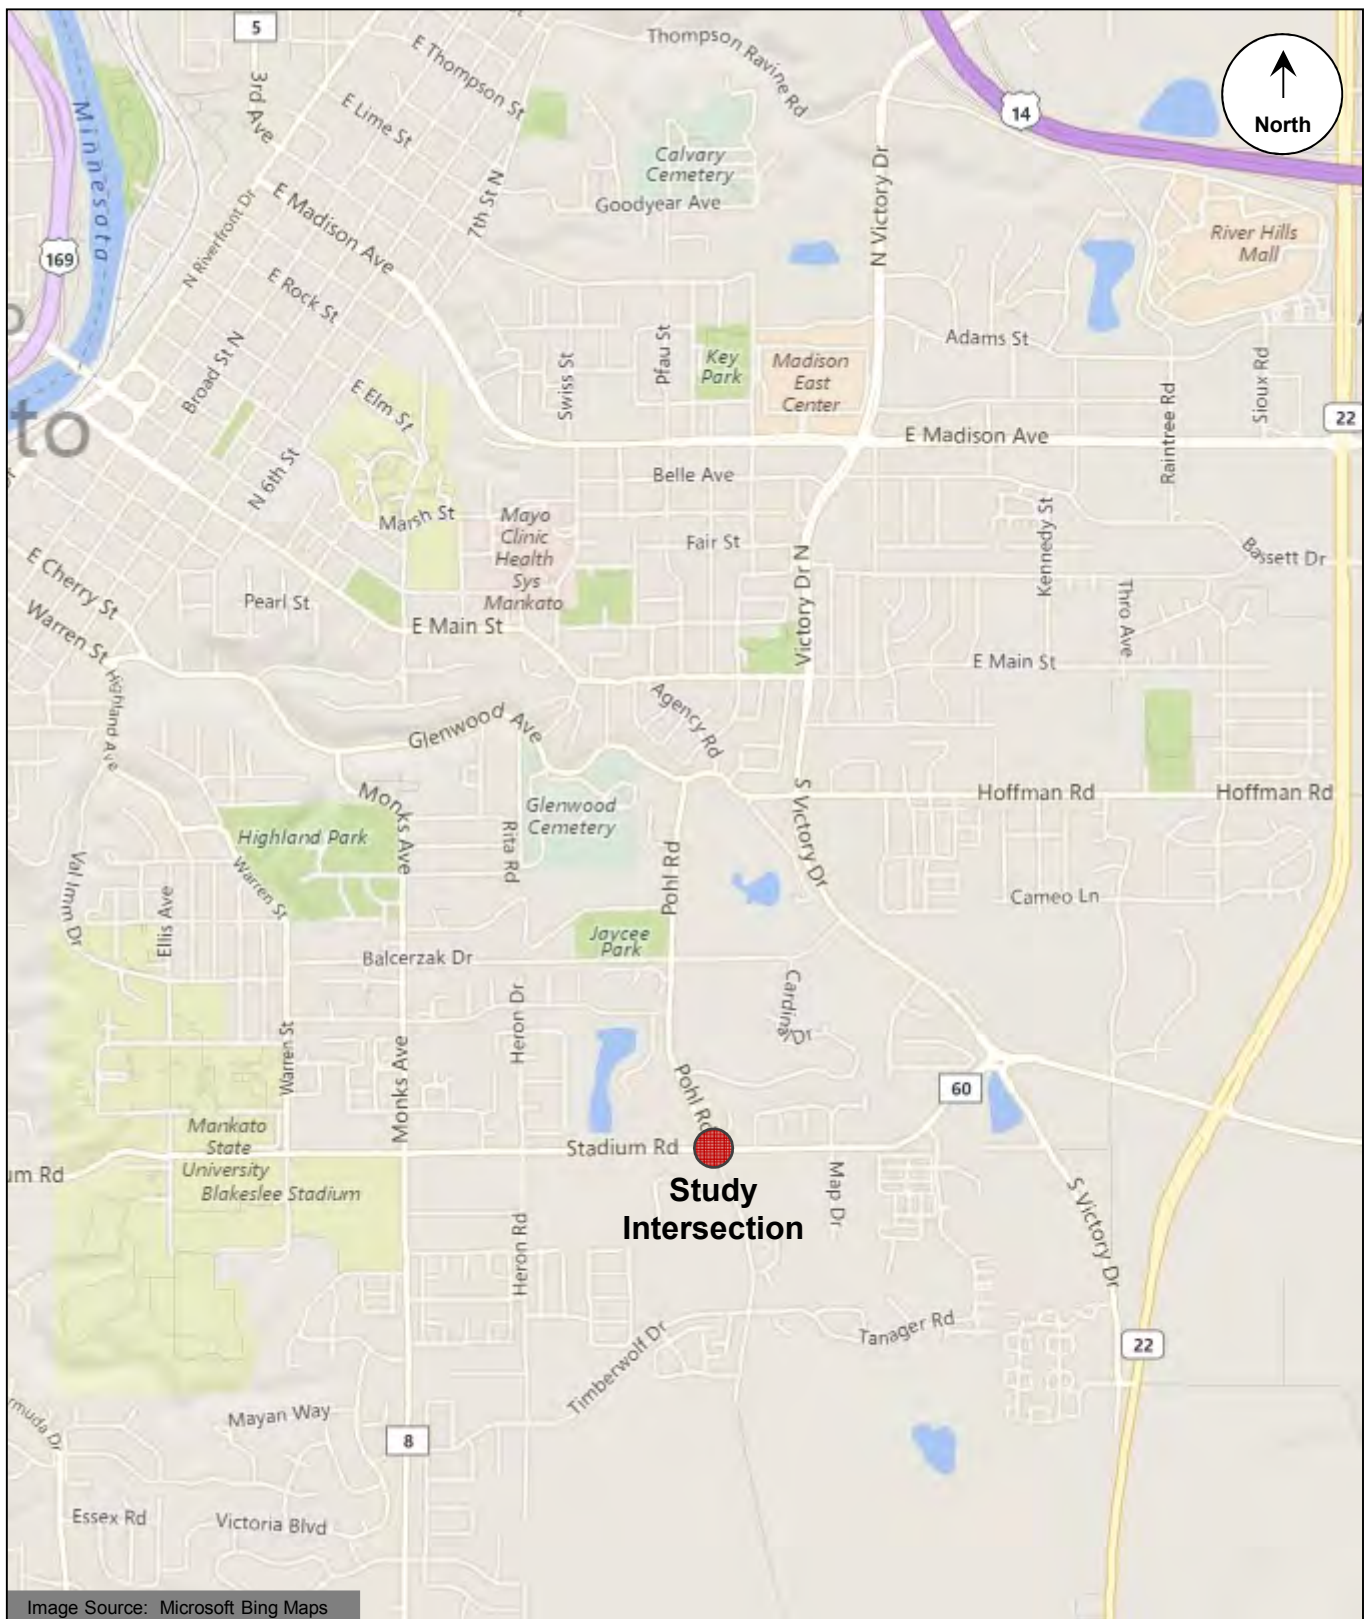 5
E Thompson St
Thompson Ravine Rd
3rd Ave
E Lime St
14
North
Minnesota
Calvary
Cemetery
N Victory Dr
7th St N
Goodyear Ave
E Madison Ave
N Riverfront Dr
River Hills
Mall
169
E Rock St
Adams St
Broad St N
Swiss St
Pfau St
Key
Park
Madison
East
Center
Sioux Rd
E Elm St
Raintree Rd
22
to
E Madison Ave
N 6th St
Belle Ave
Marsh St
Mayo
Clinic
Health
Sys
Mankato
Fair St
Kennedy St
Bassett Dr
E Cherry St
Victory Dr N
Pearl St
Thro Ave
Warren St
E Main St
E Main St
Highland Ave
Agency Rd
Glenwood Ave
S Victory Dr
Hoffman Rd
Hoffman Rd
Monks Ave
Glenwood
Cemetery
Highland Park
Rita Rd
Val Imm Dr
Warren St
Pohl Rd
Ellis Ave
Cameo Ln
Jaycee
Park
Balcerzak Dr
Heron Dr
Cardinal Dr
Warren St
Monks Ave
Pohl Rd
60
Mankato
State
University
Stadium Rd
um Rd
Blakeslee Stadium
Study
Intersection
Map Dr
S Victory Dr
Heron Rd
Timberwolf Dr
Tanager Rd
22
rmuda Dr
Mayan Way
8
Essex Rd
Victoria Blvd
Image Source: Microsoft Bing Maps